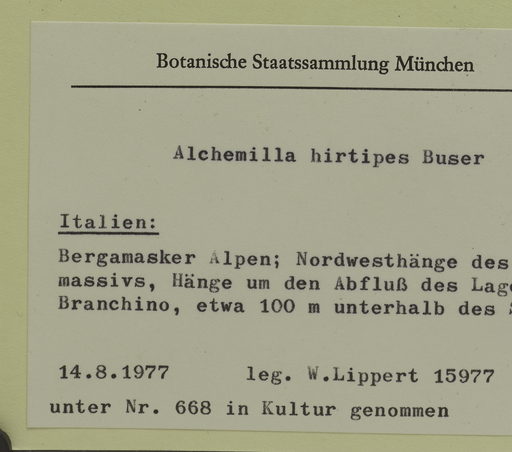 Botanische Staatssammlung München
Alchemilla hirtipes Buser
Italien:
Bergamasker Alpen; Nordwesthänge des
massivs, Hänge um den Abfluß des
Branchino, etwa 100 m unterhalb des
14.8.1977 leg. W.Lippert 15977
unter Nr. 668 in Kultur genommen